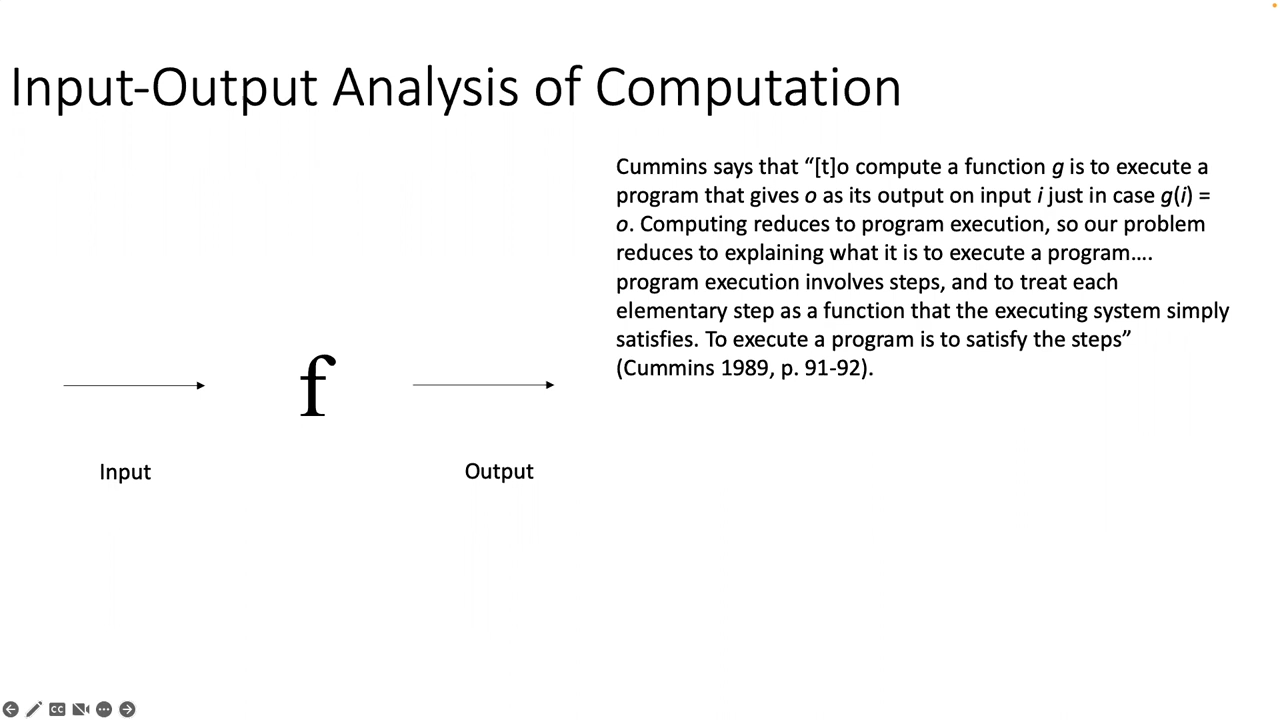 Input-Output Analysis of Computation
Cummins says that “[t]o compute a function g is to execute a
program that gives o as its output on input i just in case g(i) =
o. Computing reduces to program execution, so our problem
reduces to explaining what it is to execute a program….
program execution involves steps, and to treat each
elementary step as a function that the executing system simply
satisfies. To execute a program is to satisfy the steps”
(Cummins 1989, p. 91-92).
f
Input
Output
CC